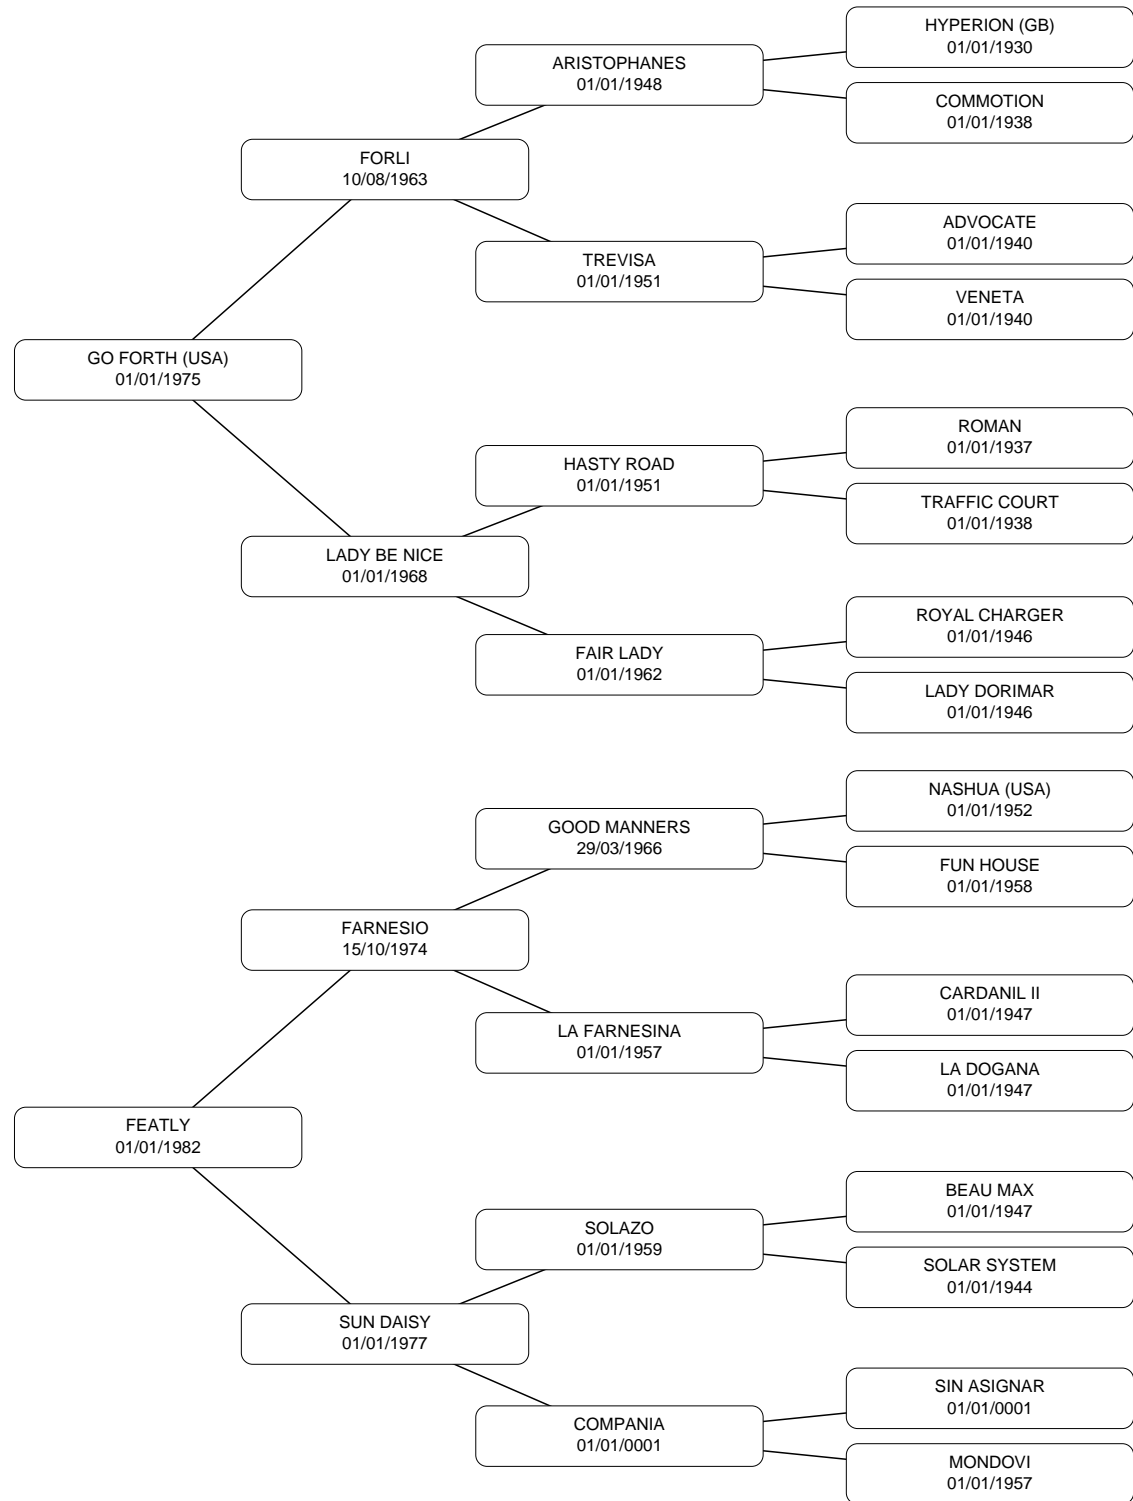 HYPERION (GB)
01/01/1930
ARISTOPHANES
01/01/1948
COMMOTION
01/01/1938
FORLI
10/08/1963
ADVOCATE
01/01/1940
TREVISA
01/01/1951
VENETA
01/01/1940
GO FORTH (USA)
01/01/1975
ROMAN
01/01/1937
HASTY ROAD
01/01/1951
TRAFFIC COURT
01/01/1938
LADY BE NICE
01/01/1968
ROYAL CHARGER
01/01/1946
FAIR LADY
01/01/1962
LADY DORIMAR
01/01/1946
NASHUA (USA)
01/01/1952
GOOD MANNERS
29/03/1966
FUN HOUSE
01/01/1958
FARNESIO
15/10/1974
CARDANIL II
01/01/1947
LA FARNESINA
01/01/1957
LA DOGANA
01/01/1947
FEATLY
01/01/1982
BEAU MAX
01/01/1947
SOLAZO
01/01/1959
SOLAR SYSTEM
01/01/1944
SUN DAISY
01/01/1977
SIN ASIGNAR
01/01/0001
COMPANIA
01/01/0001
MONDOVI
01/01/1957